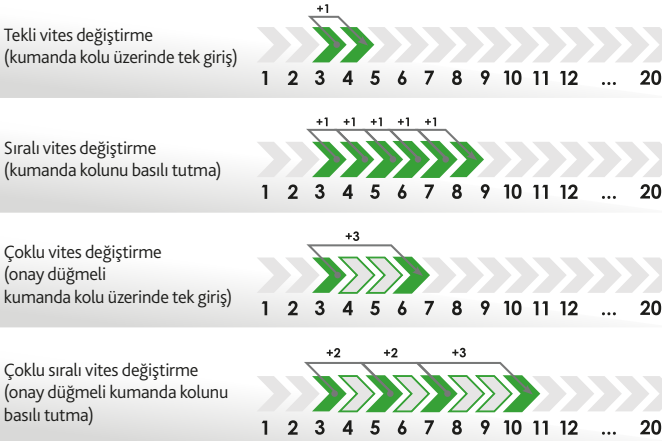 +1
Tekli vites değiştirme
(kumanda kolu üzerinde tek giriş)
1 2 3 4 5 6 7 8 9 10 11 12 ... 20
+1 +1 +1 +1 +1
Sıralı vites değiştirme
(kumanda kolunu basılı tutma)
1 2 3 4 5 6 7 8 9 10 11 12 ... 20
+3
Çoklu vites değiştirme
(onay düğmeli
kumanda kolu üzerinde tek giriş)
1 2 3 4 5 6 7 8 9 10 11 12 ... 20
+2 +2 +3
Çoklu sıralı vites değiştirme
(onay düğmeli kumanda kolunu
basılı tutma)
1 2 3 4 5 6 7 8 9 10 11 12 ... 20